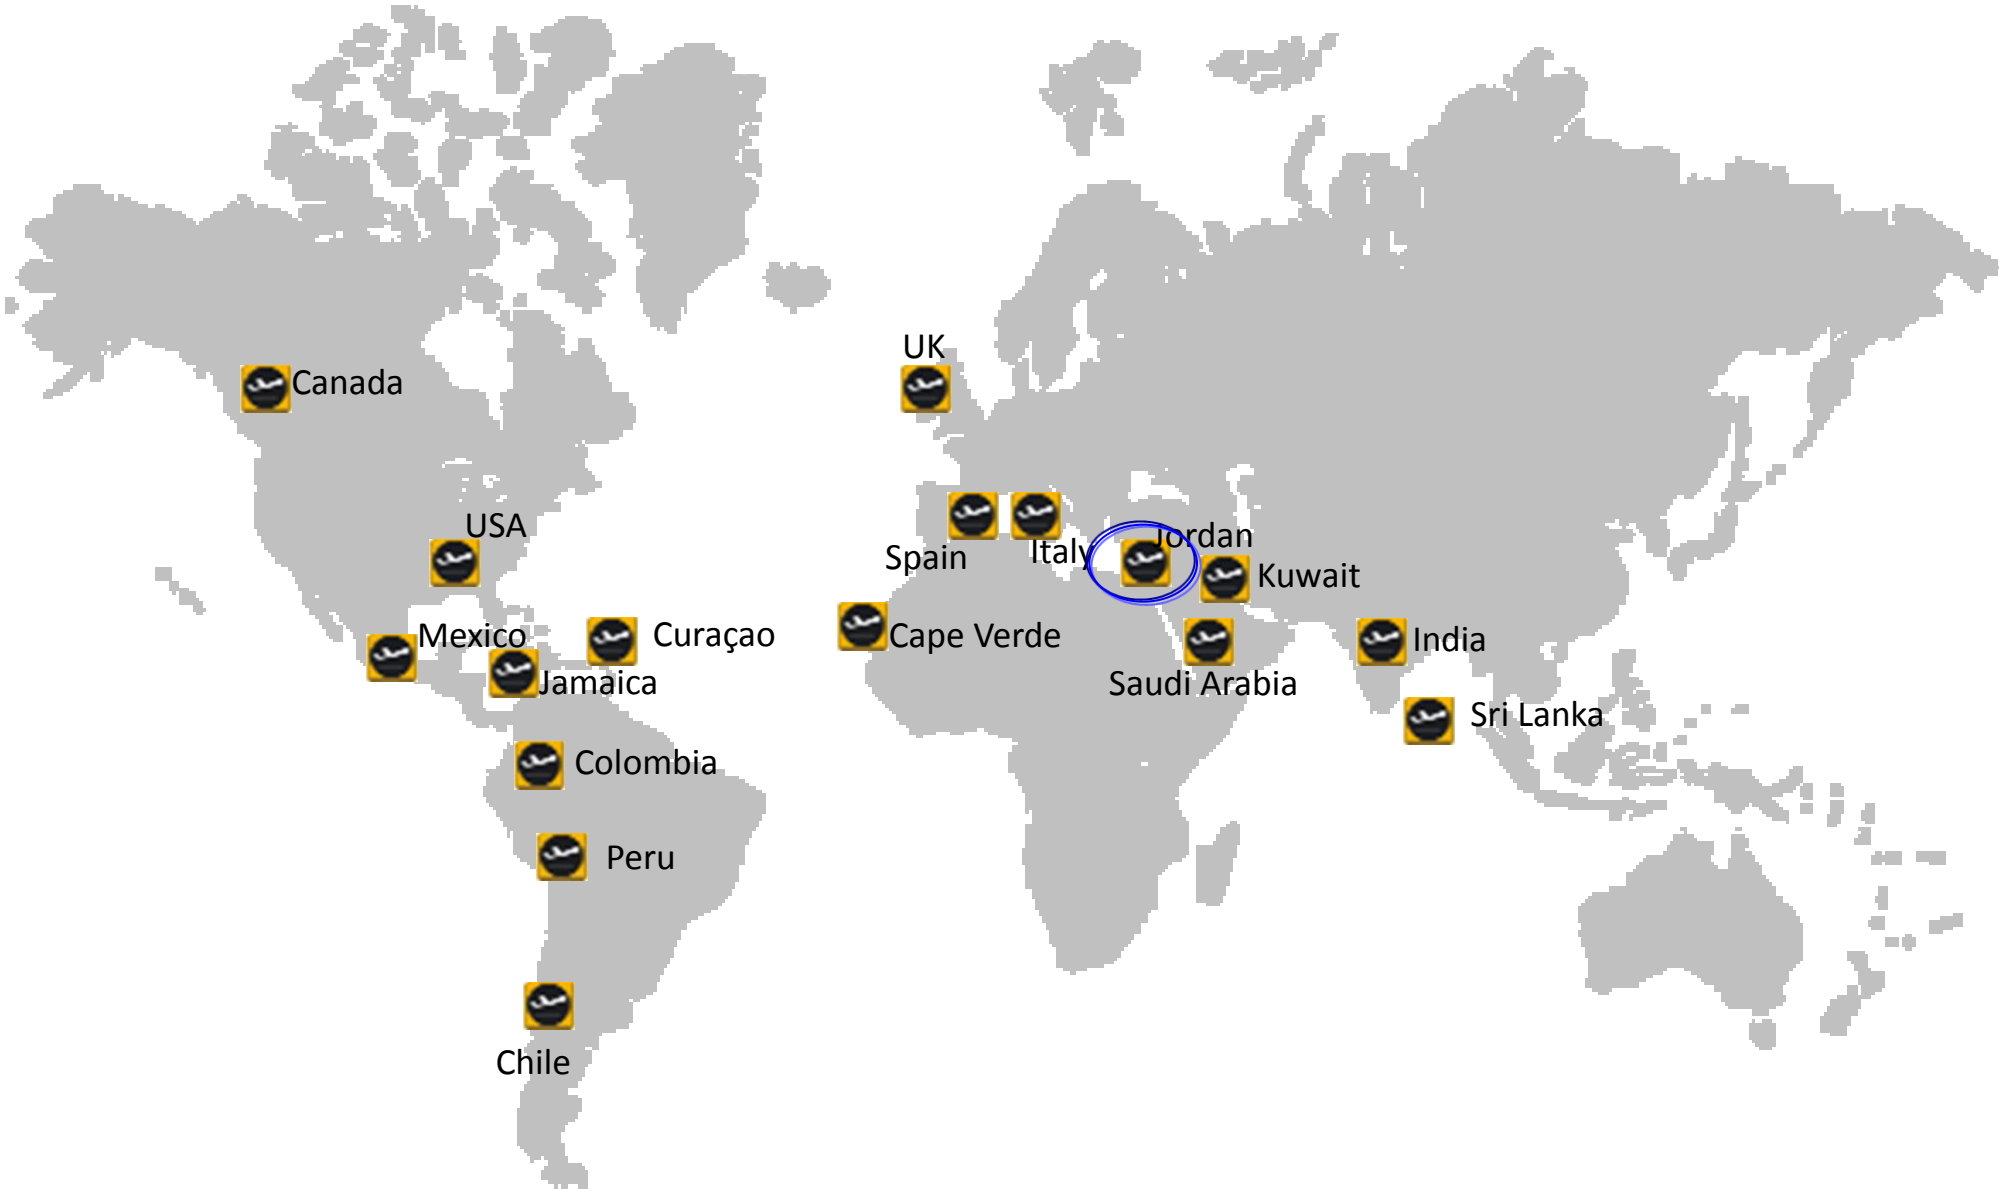 UK
Canada
USA
Jordan
Italy
Spain
Kuwait
Mexico
Curaçao
Cape Verde
India
Jamaica
Saudi Arabia
Sri Lanka
Colombia
Peru
Chile